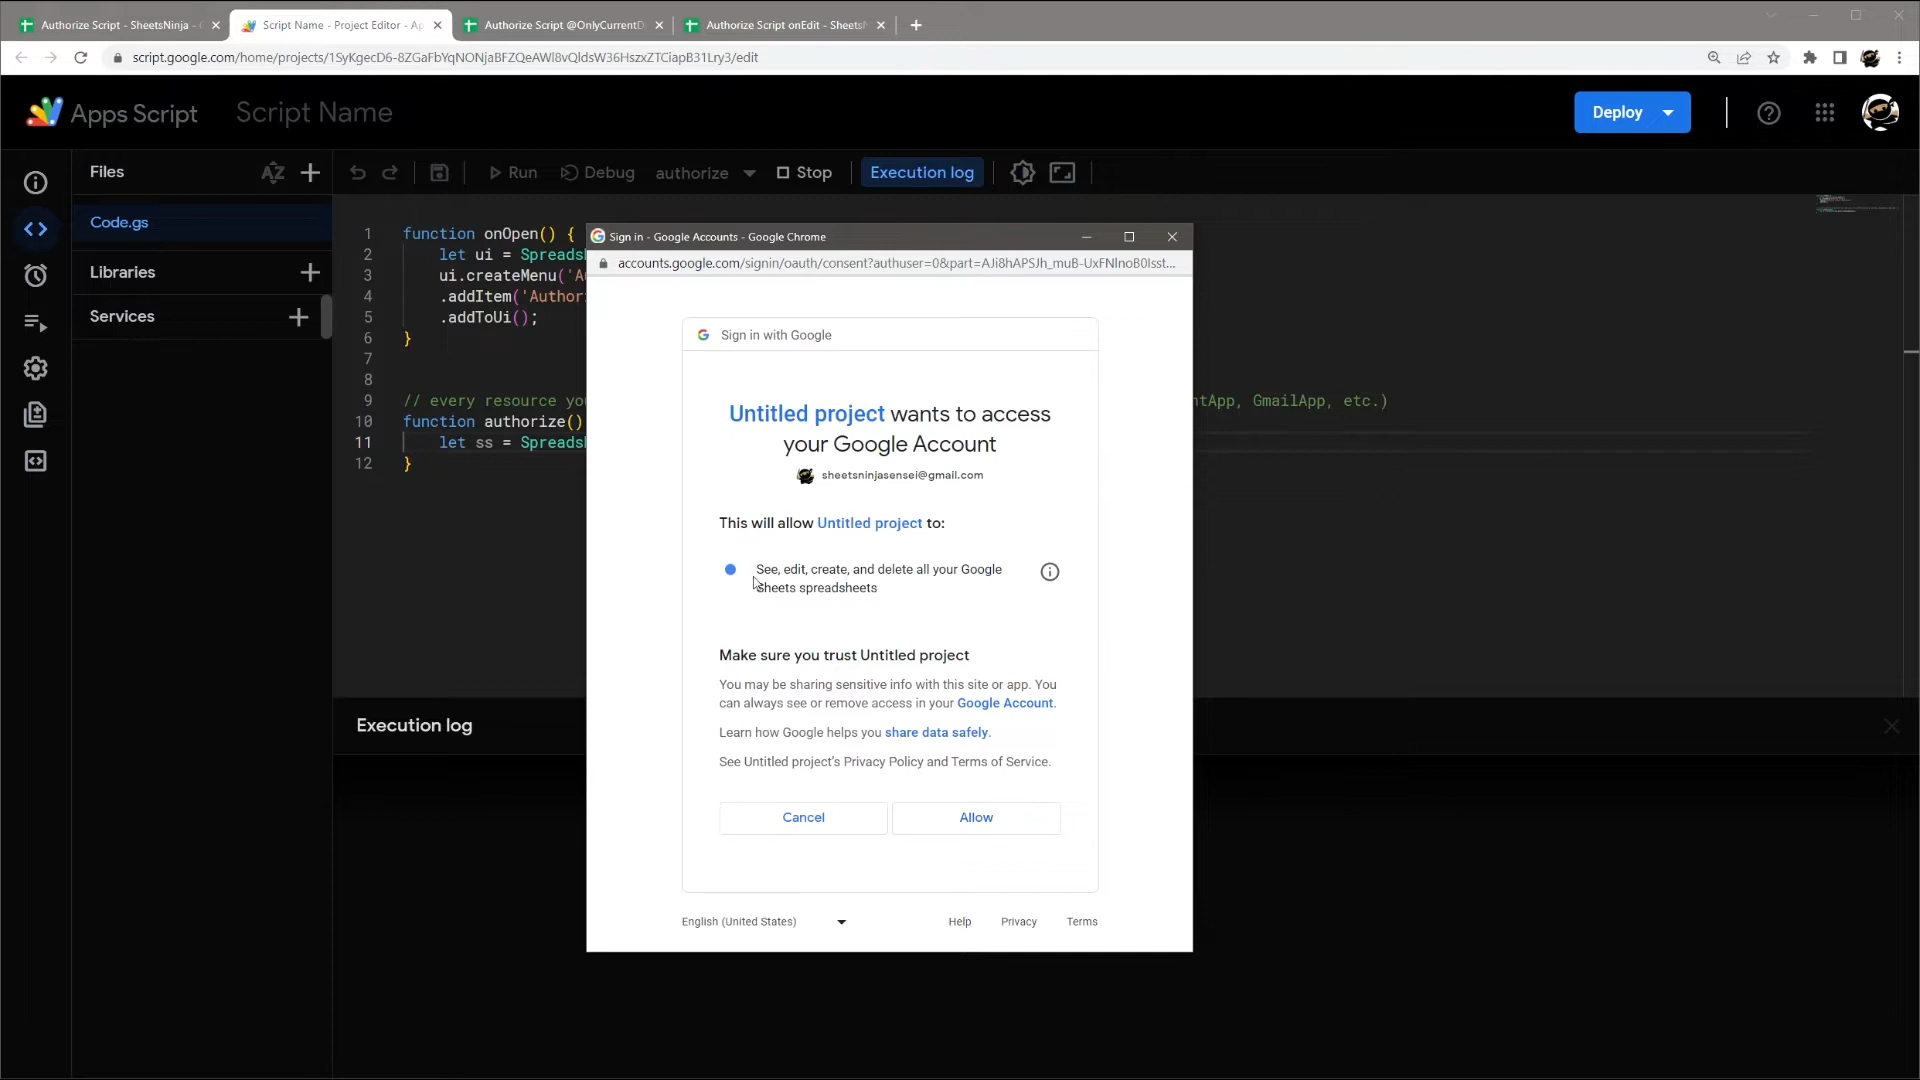 Authorize Script - SheetsNinja -
Script Name - Project Editor - Ap
Authorize Script @OnlyCurrentD
Authorize Script onEdit - Sheets
script.google.com/home/projects/1SyKgecD6-8ZGaFbYqNONjaBFZQeAWl8vQldsW36HszxZTCiapB31Lry3/edit
Apps Script
Script Name
Deploy
Files
AZ
Run
Debug
authorize
Stop
Execution log
Code.gs
Libraries
Services
1 function onOpen() {
2 let ui = Spreads
3 ui.createMenu('A
4 .addItem('Author
5 .addToUi();
6 }
7
8
9 // every resource yo
ntApp, GmailApp, etc.)
10 function authorize()
11 let ss = Spreads
12 }
Sign in - Google Accounts - Google Chrome
accounts.google.com/signin/oauth/consent?authuser=0&part=AJi8hAPSJh_muB-UxFNlnoB0Isst...
Sign in with Google
Untitled project wants to access
your Google Account
sheetsninjasensei@gmail.com
This will allow Untitled project to:
See, edit, create, and delete all your Google
Sheets spreadsheets
Make sure you trust Untitled project
You may be sharing sensitive info with this site or app. You
can always see or remove access in your Google Account.
Learn how Google helps you share data safely.
See Untitled project's Privacy Policy and Terms of Service.
Cancel
Allow
English (United States)
Help
Privacy
Terms
Execution log